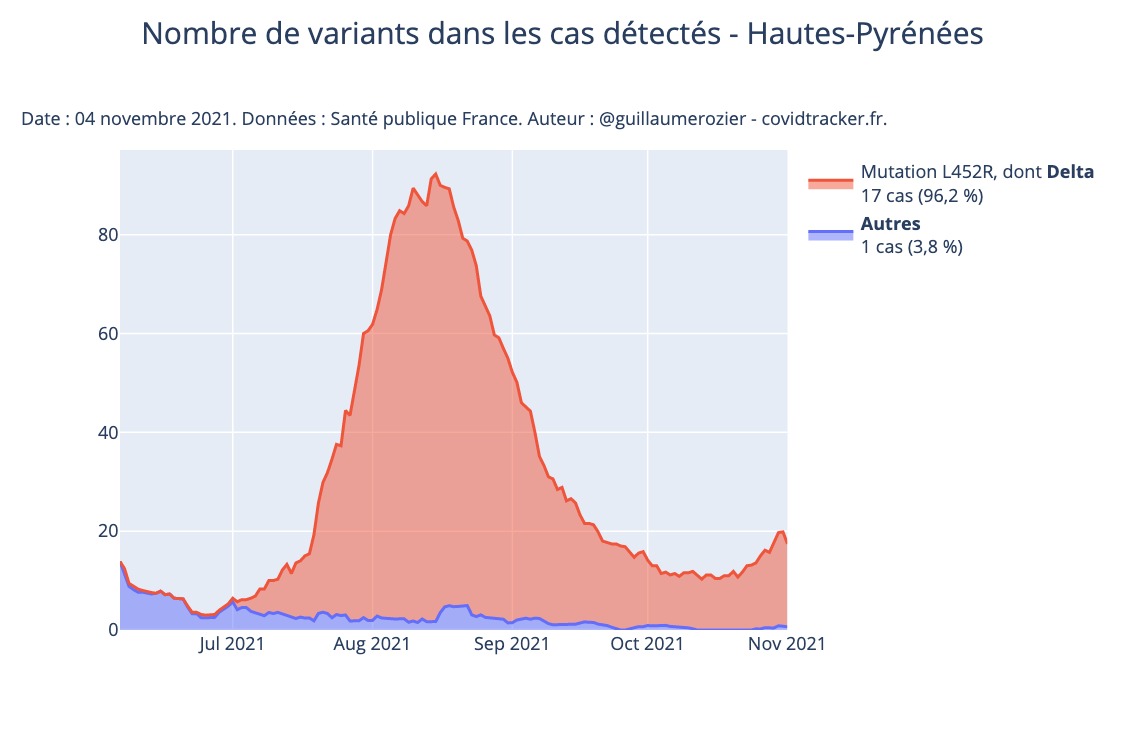 Nombre de variants dans les cas détectés - Hautes-Pyrénées
Date : 04 novembre 2021. Données : Santé publique France. Auteur : @guillaumerozier - covidtracker.fr.
Mutation L452R, dont Delta
17 cas (96,2 %)
Autres
1 cas (3,8 %)
80
60
40
20
0
Jul 2021 Aug 2021 Sep 2021 Oct 2021 Nov 2021